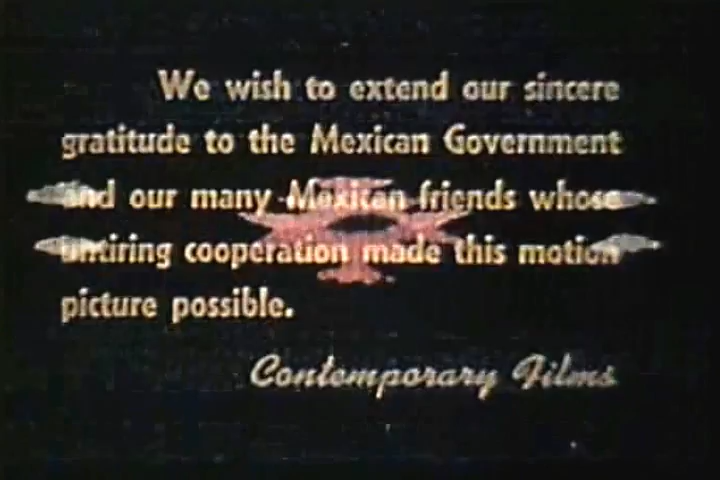 We wish to extend our sincere
gratitude to the Mexican Government
and our many Mexican friends whose
untiring cooperation made this motion
picture possible.
Contemporary Films